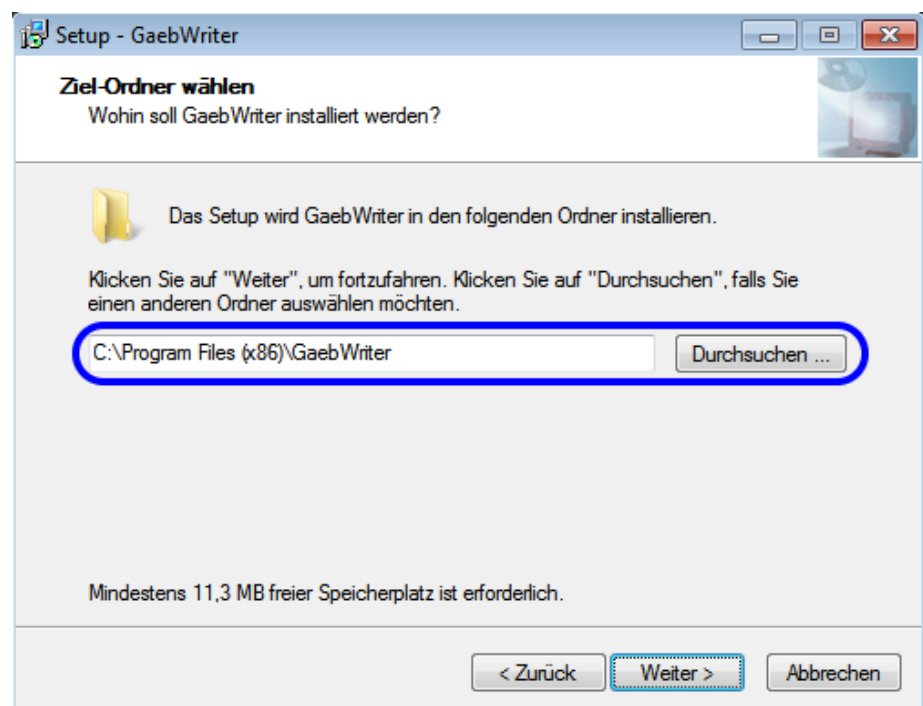 Setup - GaebWriter
Ziel-Ordner wählen
Wohin soll GaebWriter installiert werden?
Das Setup wird GaebWriter in den folgenden Ordner installieren.
Klicken Sie auf "Weiter", um fortzufahren. Klicken Sie auf "Durchsuchen", falls Sie
einen anderen Ordner auswählen möchten.
C:\Program Files (x86)\GaebWriter
Durchsuchen ...
Mindestens 11,3 MB freier Speicherplatz ist erforderlich.
< Zurück Weiter > Abbrechen